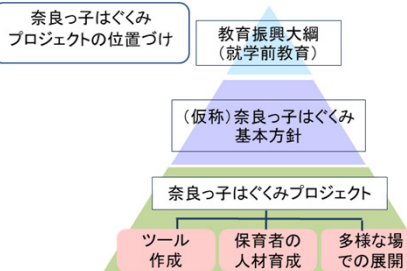 奈良っ子はぐくみ
プロジェクトの位置づけ
教育振興大綱
（就学前教育）
（仮称）奈良っ子はぐくみ
基本方針
奈良っ子はぐくみプロジェクト
ツール
作成
保育者の
人材育成
多様な場
での展開